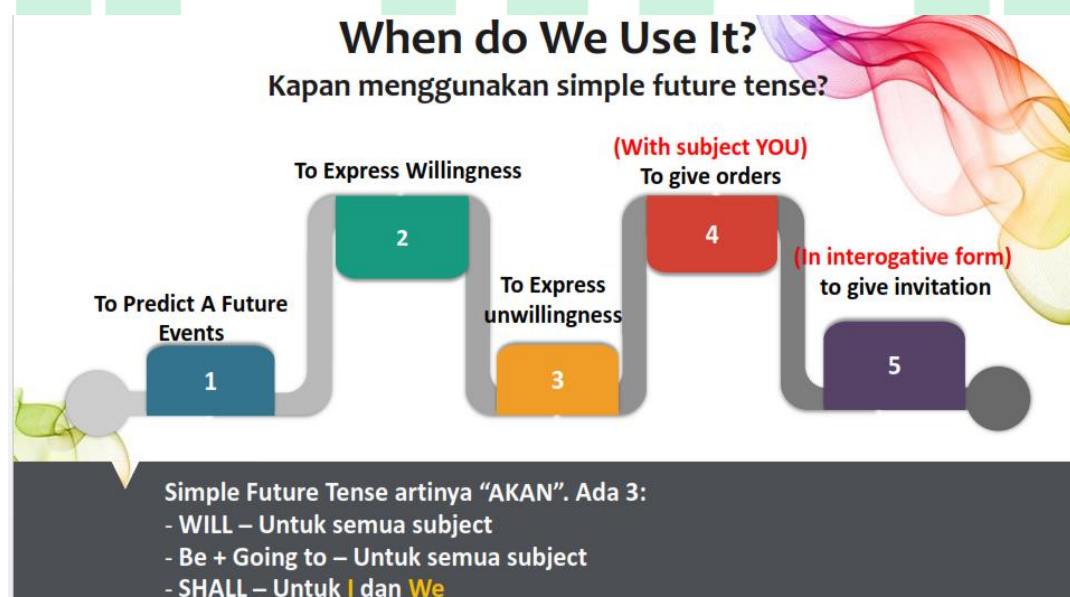 When do We Use It?
Kapan menggunakan simple future tense?
To Predict A Future
Events
1
To Express Willingness
2
To Express
unwillingness
3
(With subject YOU)
To give orders
4
(In interogative form)
to give invitation
5
Simple Future Tense artinya “AKAN”. Ada 3:
- WILL – Untuk semua subject
- Be + Going to – Untuk semua subject
- SHALL – Untuk I dan We